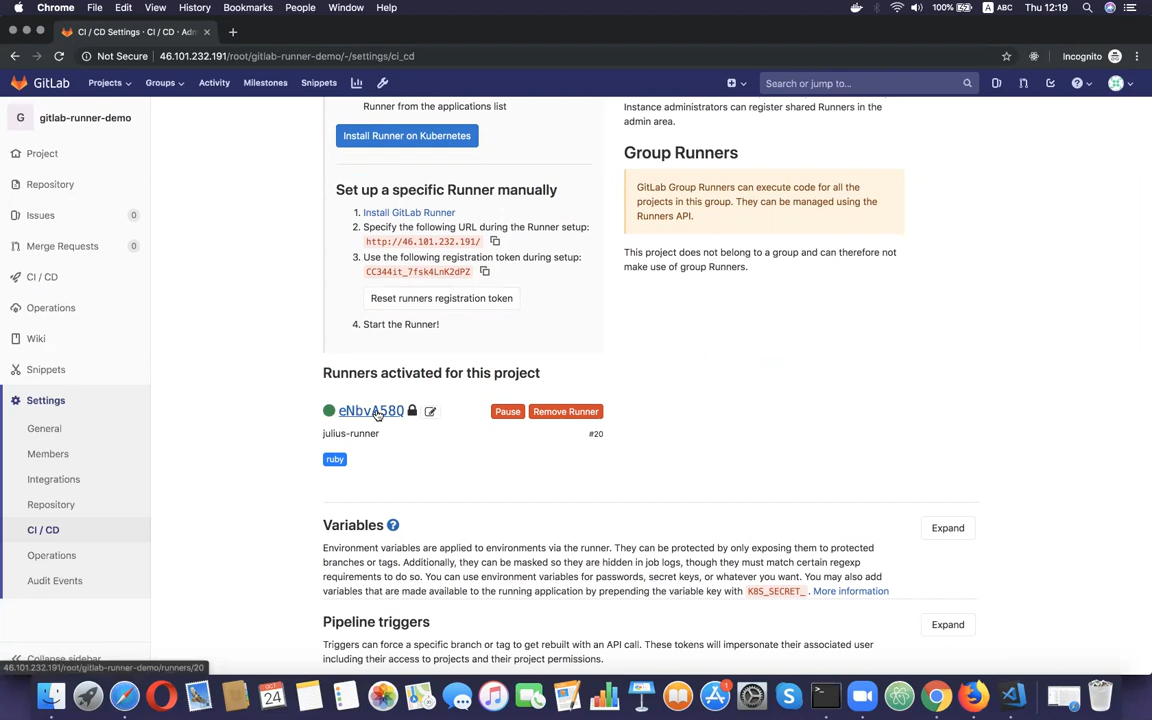 Chrome File Edit View History Bookmarks People Window Help 100% ABC Thu 12:19
CI / CD Settings · CI / CD · Adm
Not Secure 46.101.232.191/root/gitlab-runner-demo/-/settings/ci_cd Incognito
GitLab Projects Groups Activity Milestones Snippets Search or jump to...
G gitlab-runner-demo
Project
Repository
Issues 0
Merge Requests 0
CI / CD
Operations
Wiki
Snippets
Settings
General
Members
Integrations
Repository
CI / CD
Operations
Audit Events
Collapse sidebar
46.101.232.191/root/gitlab-runner-demo/runners/20
Runner from the applications list
Install Runner on Kubernetes
Set up a specific Runner manually
1. Install GitLab Runner
2. Specify the following URL during the Runner setup:
http://46.101.232.191/
3. Use the following registration token during setup:
CC344it_7fsk4LnK2dPZ
Reset runners registration token
4. Start the Runner!
Instance administrators can register shared Runners in the
admin area.
Group Runners
GitLab Group Runners can execute code for all the
projects in this group. They can be managed using the
Runners API.
This project does not belong to a group and can therefore not
make use of group Runners.
Runners activated for this project
eNbvA58Q Pause Remove Runner
julius-runner #20
ruby
Variables Expand
Environment variables are applied to environments via the runner. They can be protected by only exposing them to protected
branches or tags. Additionally, they can be masked so they are hidden in job logs, though they must match certain regexp
requirements to do so. You can use environment variables for passwords, secret keys, or whatever you want. You may also add
variables that are made available to the running application by prepending the variable key with K8S_SECRET_. More information
Pipeline triggers Expand
Triggers can force a specific branch or tag to get rebuilt with an API call. These tokens will impersonate their associated user
including their access to projects and their project permissions.
OCT
24
1